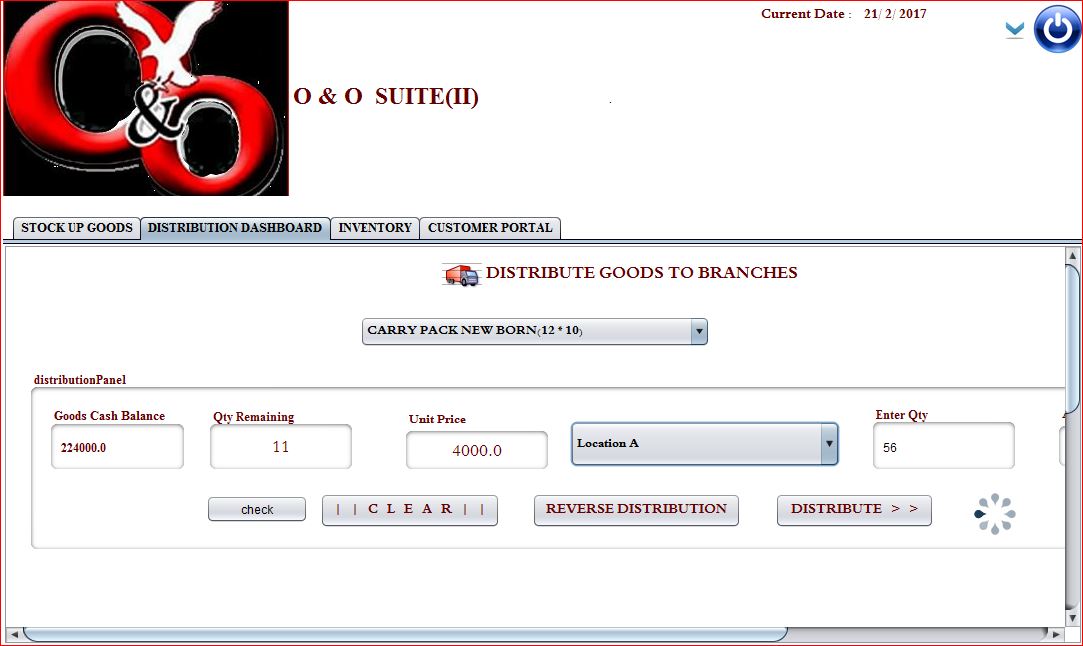 Current Date : 21/ 2/ 2017
O & O
O & O SUITE(II)
STOCK UP GOODS DISTRIBUTION DASHBOARD INVENTORY CUSTOMER PORTAL
DISTRIBUTE GOODS TO BRANCHES
CARRY PACK NEW BORN(12 * 10)
distributionPanel
Goods Cash Balance Qty Remaining Unit Price Enter Qty
224000.0 11 4000.0 Location A 56
check | | C L E A R | | REVERSE DISTRIBUTION DISTRIBUTE > >